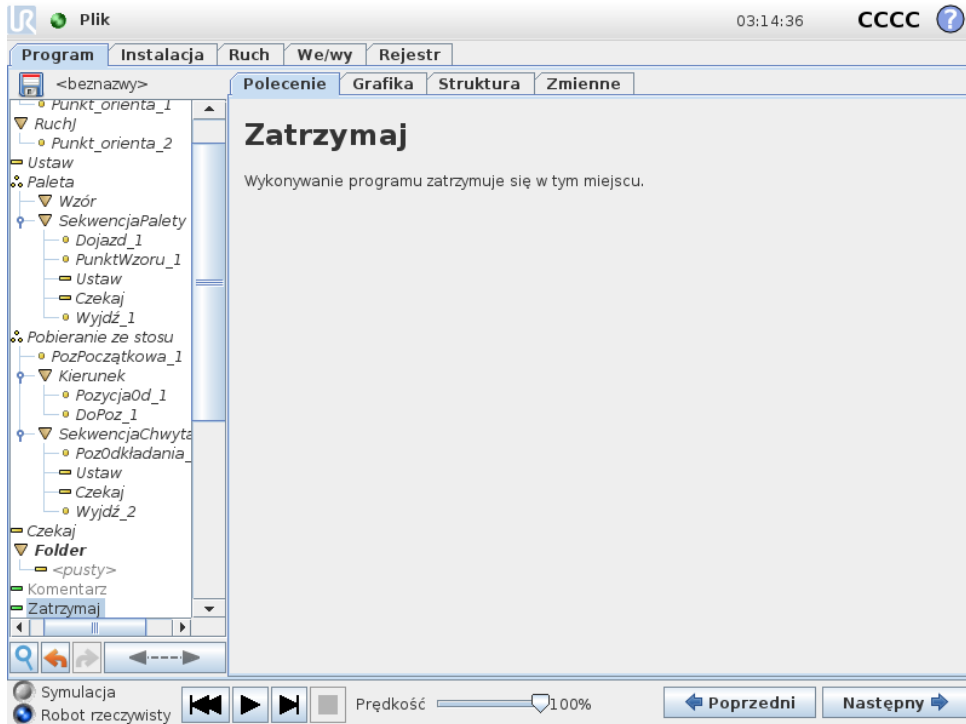 UR Plik 03:14:36 CCCC ?
Program Instalacja Ruch We/wy Rejestr
<beznazwy> Polecenie Grafika Struktura Zmienne
Punkt_orienta_1
RuchJ
Punkt_orienta_2
Ustaw
Paleta
Wzór
SekwencjaPalety
Dojazd_1
PunktWzoru_1
Ustaw
Czekaj
Wyjdź_1
Pobieranie ze stosu
PozPoczątkowa_1
Kierunek
PozycjaOd_1
DoPoz_1
SekwencjaChwyta
PozOdkładania_
Ustaw
Czekaj
Wyjdź_2
Czekaj
Folder
<pusty>
Komentarz
Zatrzymaj
Zatrzymaj
Wykonywanie programu zatrzymuje się w tym miejscu.
Symulacja
Robot rzeczywisty
Prędkość 100%
Poprzedni Następny